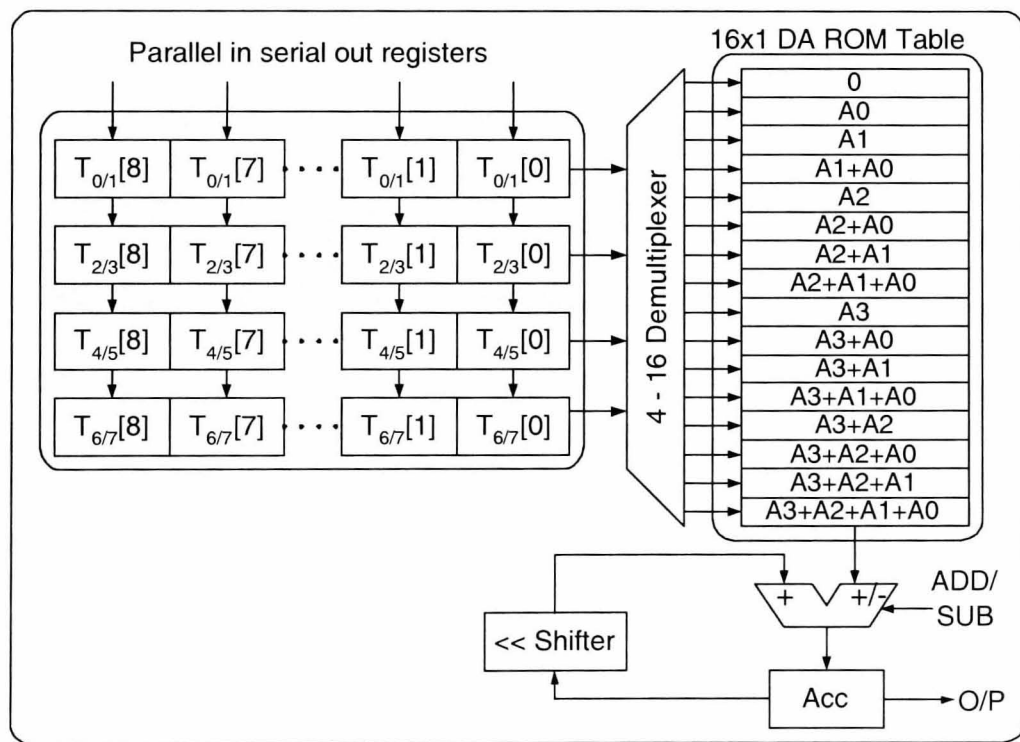 Parallel in serial out registers
16x1 DA ROM Table
T0/1[8] T0/1[7] .... T0/1[1] T0/1[0]
T2/3[8] T2/3[7] .... T2/3[1] T2/3[0]
T4/5[8] T4/5[7] .... T4/5[1] T4/5[0]
T6/7[8] T6/7[7] .... T6/7[1] T6/7[0]
4 - 16 Demultiplexer
0
A0
A1
A1+A0
A2
A2+A0
A2+A1
A2+A1+A0
A3
A3+A0
A3+A1
A3+A1+A0
A3+A2
A3+A2+A0
A3+A2+A1
A3+A2+A1+A0
+ +/-
ADD/
SUB
<< Shifter
Acc
O/P